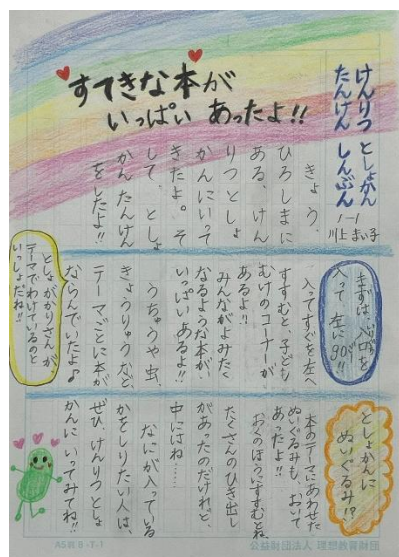 けんりつ としょかん
たんけん しんぶん
1-1
川上 まい子
すてきな本が
いっぱい あったよ!!
きょう、
ひろしまに
ある、けん
りつとしょ
かんにいって
きたよ。そ
して、としょ
かんたんけん
をしたよ!!
まずは、
入って 左に GO!!
入ってすぐを左へ
すすむと、子ども
むけのコーナーが
あるよ!!
みんながよみたく
なるような本が
いっぱいあるよ!!
うちゅうや虫、
きょうりゅうなど、
テーマごとに本が
ならんでいたよ♪
としょがかりさんが
テーマでわけているのと
いっしょだね!!
としょかんに
ぬいぐるみ!?
本のテーマにあわせた
ぬいぐるみも、おいて
あったよ!!
おくのほうにすすむとね、
たくさんのひき出し
があったのだけれど
中にはね……
なにが入っている
かをしりたい人は、
ぜひ、けんりつとしょ
かんに いってみてね!!
AS判 8-T-1
公益財団法人 理想教育財団